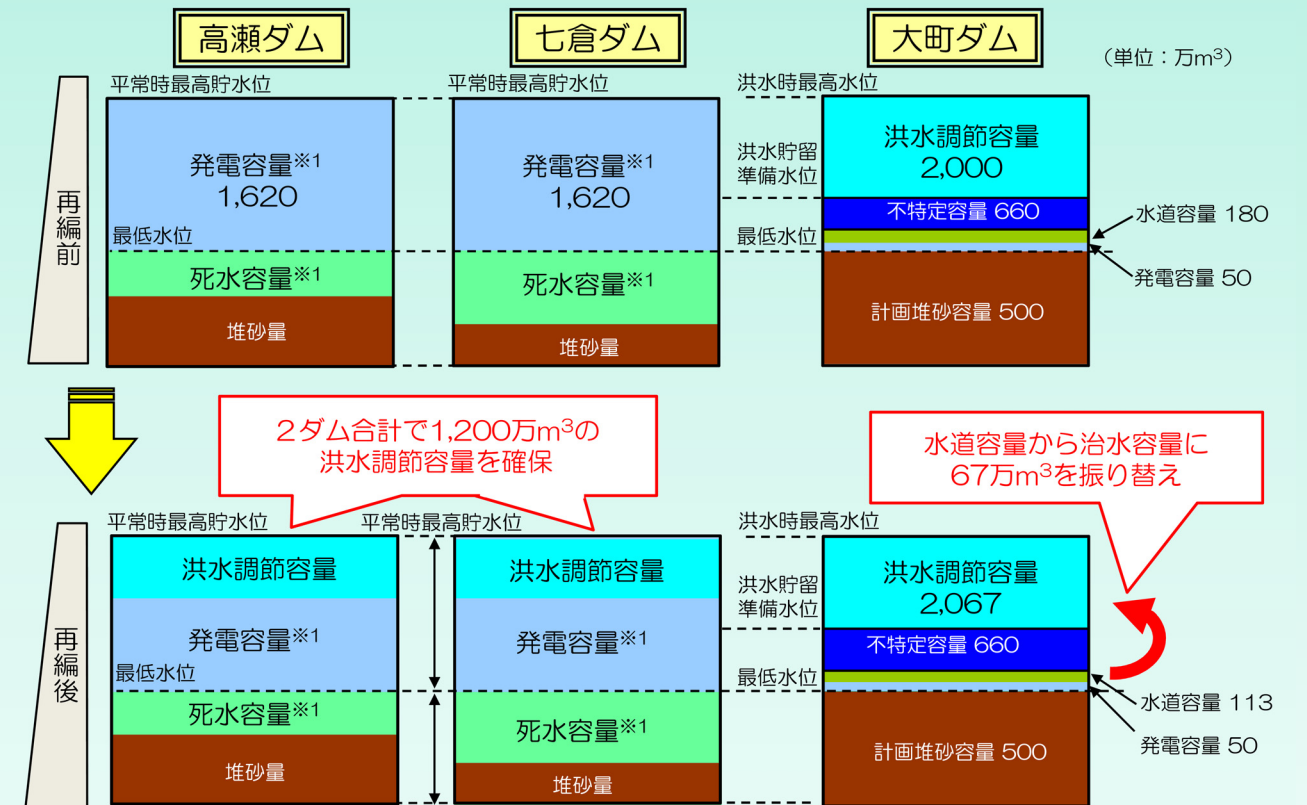 高瀬ダム
七倉ダム
大町ダム
（単位：万m³）
平常時最高貯水位
平常時最高貯水位
洪水時最高水位
再編前
発電容量※1
1,620
発電容量※1
1,620
洪水調節容量
2,000
洪水貯留
準備水位
不特定容量 660
水道容量 180
最低水位
最低水位
発電容量 50
死水容量※1
死水容量※1
計画堆砂容量 500
堆砂量
堆砂量
２ダム合計で1,200万m³の
洪水調節容量を確保
水道容量から治水容量に
67万m³を振り替え
平常時最高貯水位
平常時最高貯水位
洪水時最高水位
再編後
洪水調節容量
洪水調節容量
洪水調節容量
2,067
洪水貯留
準備水位
発電容量※1
発電容量※1
不特定容量 660
最低水位
最低水位
水道容量 113
死水容量※1
死水容量※1
発電容量 50
計画堆砂容量 500
堆砂量
堆砂量